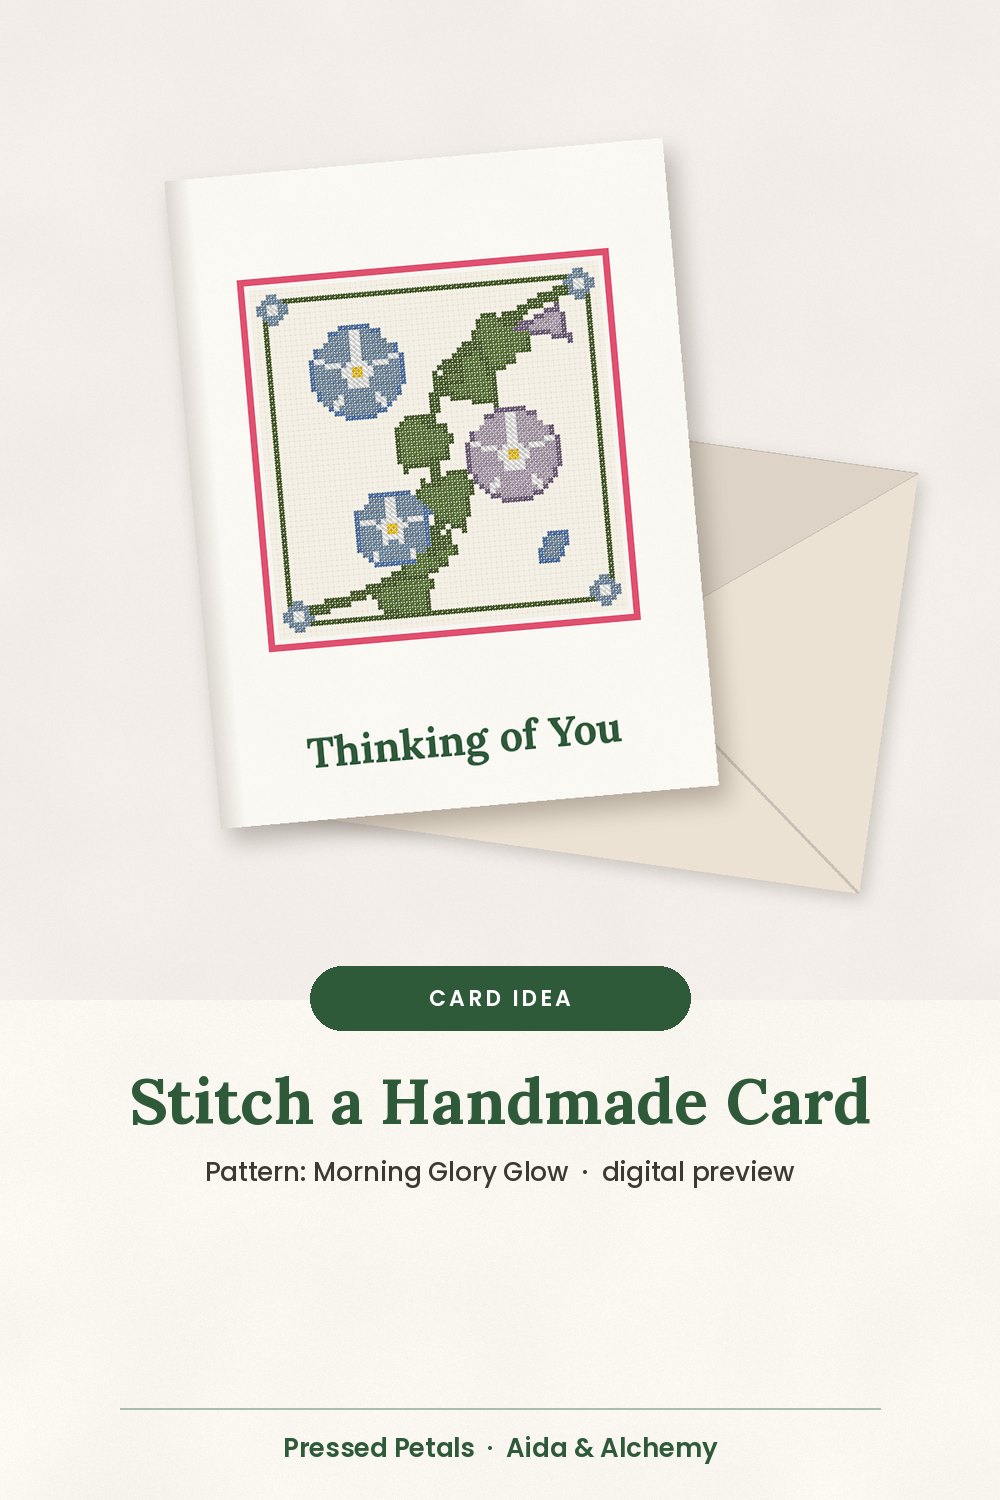 Thinking of You
CARD IDEA
Stitch a Handmade Card
Pattern: Morning Glory Glow · digital preview
Pressed Petals · Aida & Alchemy